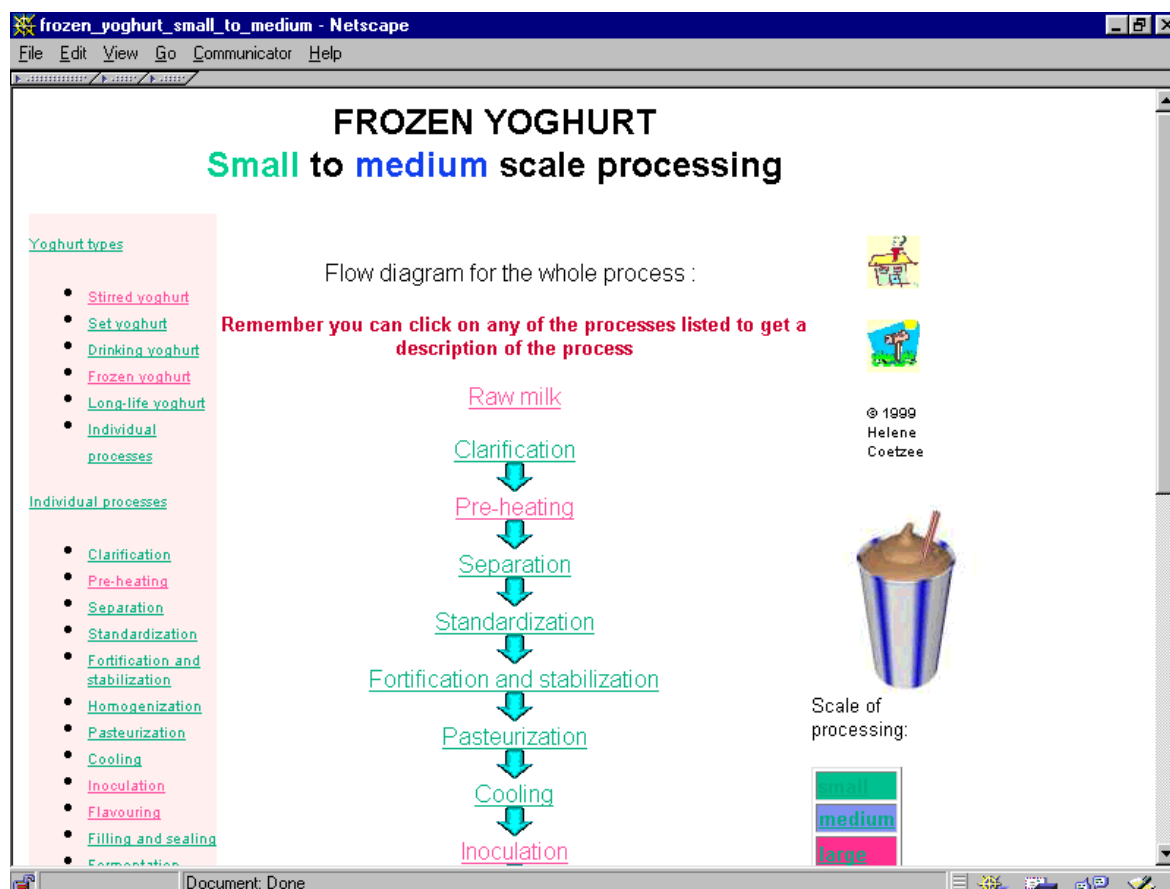 frozen_yoghurt_small_to_medium - Netscape
File Edit View Go Communicator Help
FROZEN YOGHURT
Small to medium scale processing
Yoghurt types
Stirred yoghurt
Set yoghurt
Drinking yoghurt
Frozen yoghurt
Long-life yoghurt
Individual
processes
Individual processes
Clarification
Pre-heating
Separation
Standardization
Fortification and
stabilization
Homogenization
Pasteurization
Cooling
Inoculation
Flavouring
Filling and sealing
Fermentation
Flow diagram for the whole process :
Remember you can click on any of the processes listed to get a
description of the process
Raw milk
Clarification
Pre-heating
Separation
Standardization
Fortification and stabilization
Pasteurization
Cooling
Inoculation
© 1999
Helene
Coetzee
Scale of
processing:
small
medium
large
Document: Done